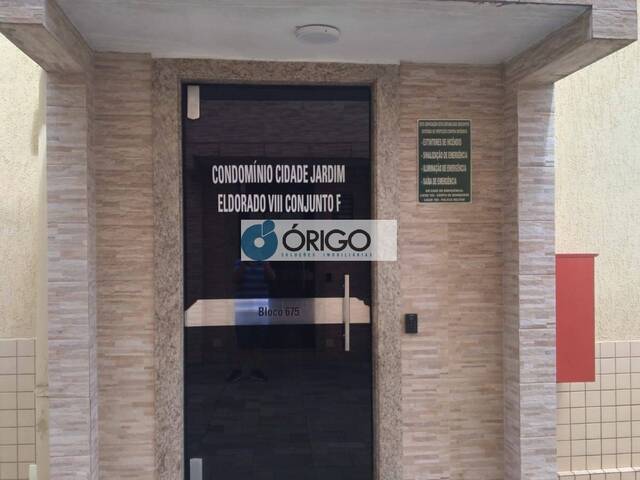 CONDOMÍNIO CIDADE JARDIM
ELDORADO VIII CONJUNTO F
ÓRIGO
SOLUÇÕES IMOBILIÁRIAS
Bloco 675
- EXTINTORES DE INCÊNDIO
- SINALIZAÇÃO DE EMERGÊNCIA
- ILUMINAÇÃO DE EMERGÊNCIA
- SAÍDA DE EMERGÊNCIA